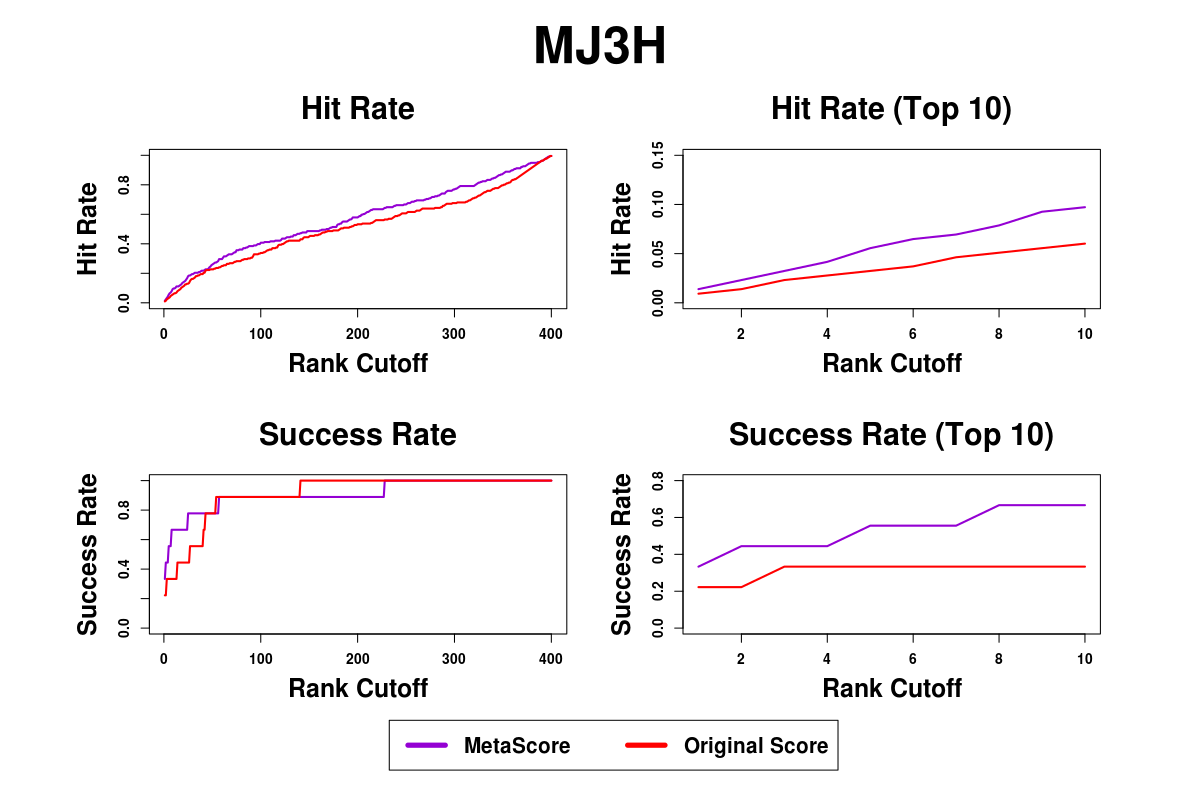 MJ3H
Hit Rate
Hit Rate
0.0 0.4 0.8
0 100 200 300 400
Rank Cutoff
Hit Rate (Top 10)
Hit Rate
0.00 0.05 0.10 0.15
2 4 6 8 10
Rank Cutoff
Success Rate
Success Rate
0.0 0.4 0.8
0 100 200 300 400
Rank Cutoff
Success Rate (Top 10)
Success Rate
0.0 0.2 0.4 0.6 0.8
2 4 6 8 10
Rank Cutoff
MetaScore Original Score